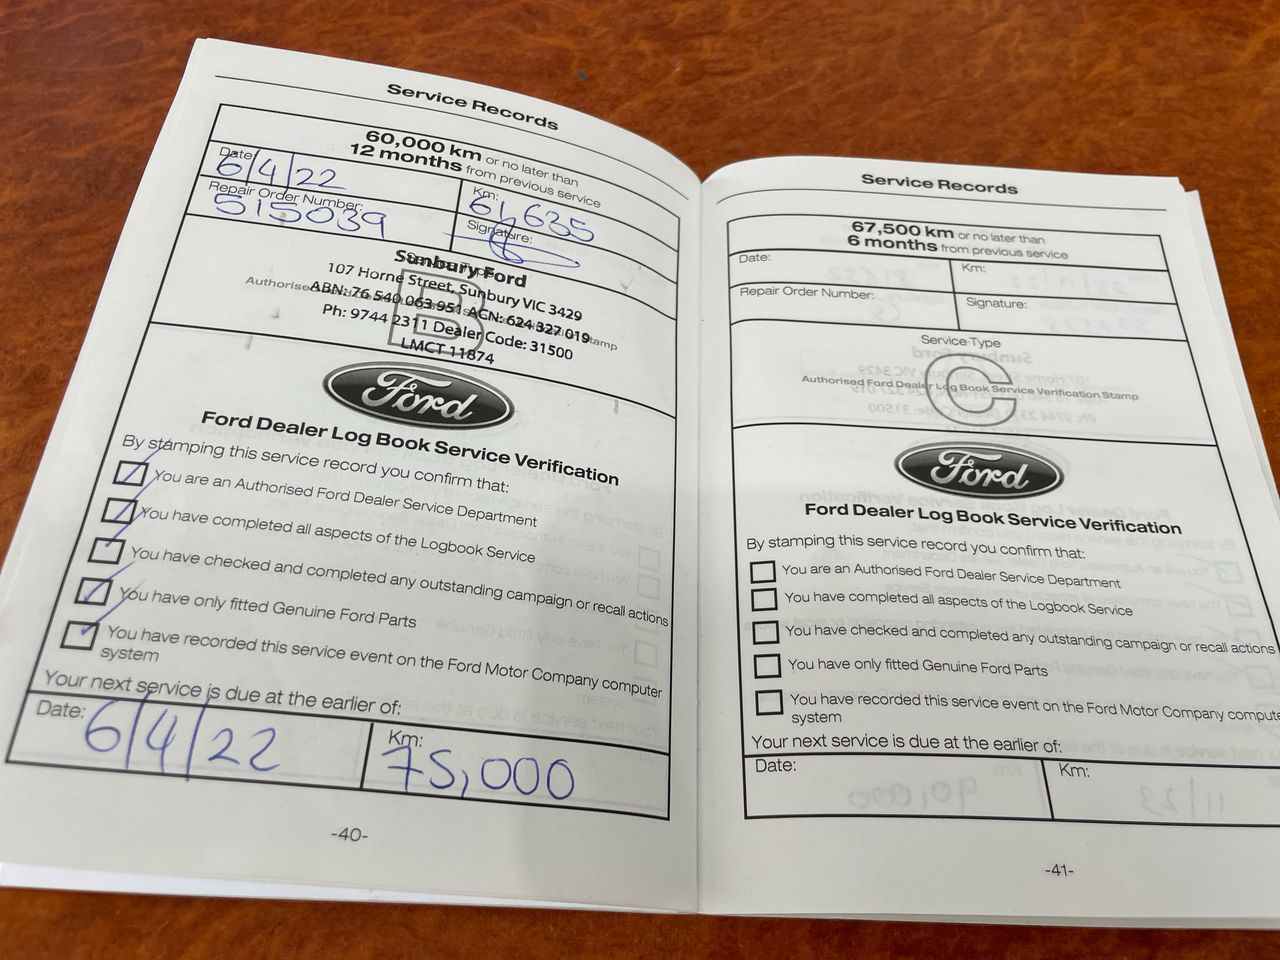 Service Records
60,000 km or no later than
12 months from previous service
Date:
6/4/22
Km:
61,635
Repair Order Number:
515039
Signature:
Sunbury Ford
107 Horne Street, Sunbury VIC 3429
ABN: 76 540 063 951 ACN: 624 327 019
Ph: 9744 2311 Dealer Code: 31500
LMCT 11874
B
Ford
Ford Dealer Log Book Service Verification
By stamping this service record you confirm that:
You are an Authorised Ford Dealer Service Department
You have completed all aspects of the Logbook Service
You have checked and completed any outstanding campaign or recall actions
You have only fitted Genuine Ford Parts
You have recorded this service event on the Ford Motor Company computer
system
Your next service is due at the earlier of:
Date: 6/4/22
Km: 75,000
-40-
Service Records
67,500 km or no later than
6 months from previous service
Date:
Km:
Repair Order Number:
Signature:
Service Type
C
Authorised Ford Dealer Log Book Service Verification Stamp
Ford
Ford Dealer Log Book Service Verification
By stamping this service record you confirm that:
You are an Authorised Ford Dealer Service Department
You have completed all aspects of the Logbook Service
You have checked and completed any outstanding campaign or recall actions
You have only fitted Genuine Ford Parts
You have recorded this service event on the Ford Motor Company compute
system
Your next service is due at the earlier of:
Date:
Km:
-41-